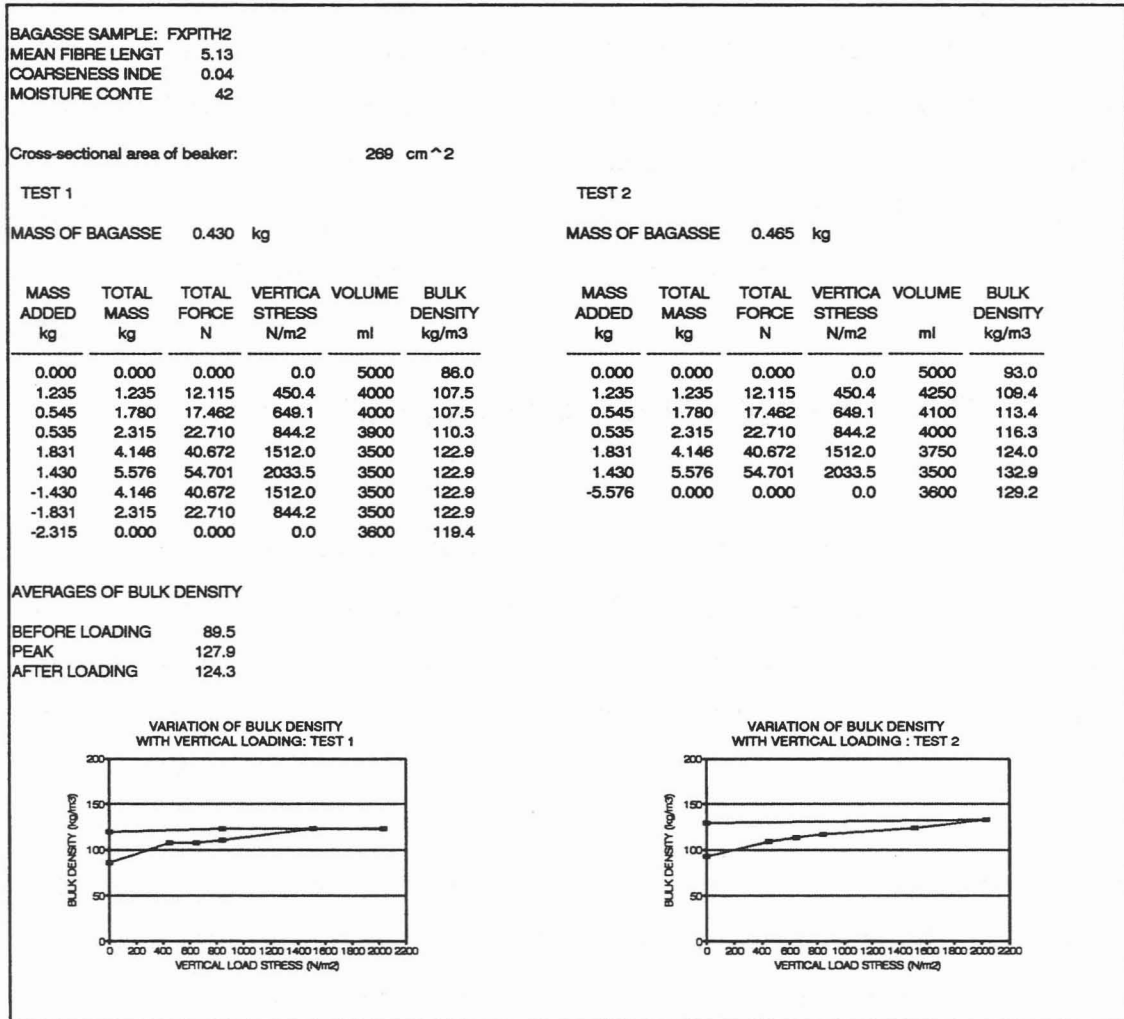 BAGASSE SAMPLE: FXPITH2
MEAN FIBRE LENGT 5.13
COARSENESS INDE 0.04
MOISTURE CONTE 42
Cross-sectional area of beaker: 269 cm^2
TEST 1
MASS OF BAGASSE 0.430 kg
MASS TOTAL TOTAL VERTICA VOLUME BULK
ADDED MASS FORCE STRESS DENSITY
kg kg N N/m2 ml kg/m3
0.000 0.000 0.000 0.0 5000 86.0
1.235 1.235 12.115 450.4 4000 107.5
0.545 1.780 17.462 649.1 4000 107.5
0.535 2.315 22.710 844.2 3900 110.3
1.831 4.146 40.672 1512.0 3500 122.9
1.430 5.576 54.701 2033.5 3500 122.9
-1.430 4.146 40.672 1512.0 3500 122.9
-1.831 2.315 22.710 844.2 3500 122.9
-2.315 0.000 0.000 0.0 3600 119.4
TEST 2
MASS OF BAGASSE 0.465 kg
MASS TOTAL TOTAL VERTICA VOLUME BULK
ADDED MASS FORCE STRESS DENSITY
kg kg N N/m2 ml kg/m3
0.000 0.000 0.000 0.0 5000 93.0
1.235 1.235 12.115 450.4 4250 109.4
0.545 1.780 17.462 649.1 4100 113.4
0.535 2.315 22.710 844.2 4000 116.3
1.831 4.146 40.672 1512.0 3750 124.0
1.430 5.576 54.701 2033.5 3500 132.9
-5.576 0.000 0.000 0.0 3600 129.2
AVERAGES OF BULK DENSITY
BEFORE LOADING 89.5
PEAK 127.9
AFTER LOADING 124.3
VARIATION OF BULK DENSITY
WITH VERTICAL LOADING: TEST 1
BULK DENSITY (kg/m3)
200
150
100
50
0
0 200 400 600 800 1000 1200 1400 1600 1800 2000 2200
VERTICAL LOAD STRESS (N/m2)
VARIATION OF BULK DENSITY
WITH VERTICAL LOADING : TEST 2
BULK DENSITY (kg/m3)
200
150
100
50
0
0 200 400 600 800 1000 1200 1400 1600 1800 2000 2200
VERTICAL LOAD STRESS (N/m2)